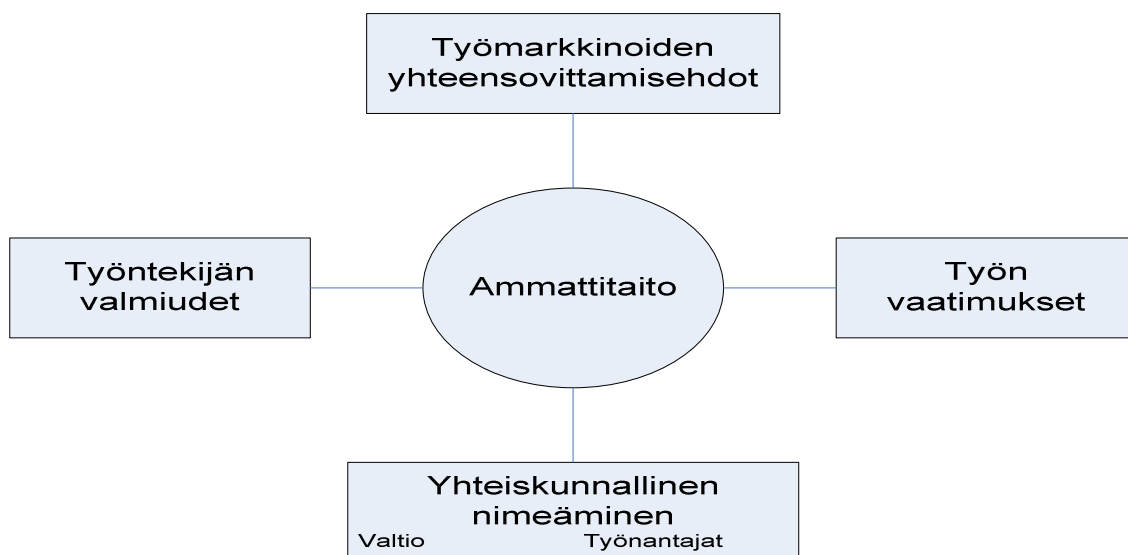 Työmarkkinoiden
yhteensovittamisehdot
Työntekijän
valmiudet
Ammattitaito
Työn
vaatimukset
Yhteiskunnallinen
nimeäminen
Valtio Työnantajat